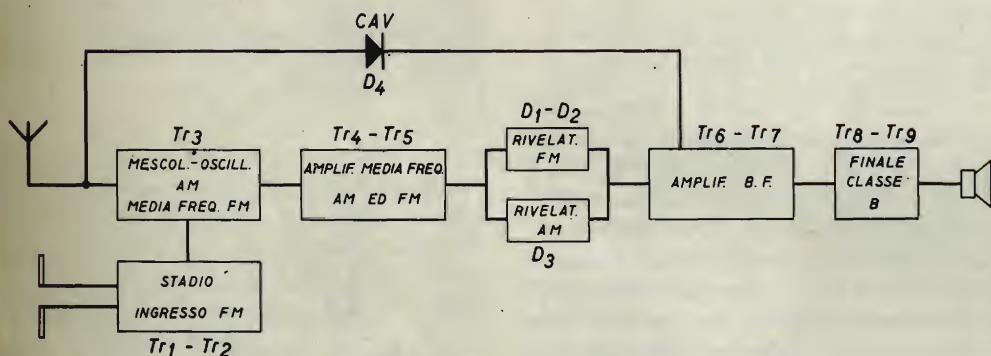 CAV
D4
Tr3
MESCOL.-OSCILL.
AM
MEDIA FREQ. FM
Tr4 - Tr5
AMPLIF. MEDIA FREQ.
AM ED FM
D1-D2
RIVELAT.
FM
RIVELAT.
AM
D3
Tr6 - Tr7
AMPLIF. B.F.
Tr8 - Tr9
FINALE
CLASSE
B
STADIO
INGRESSO FM
Tr1 - Tr2